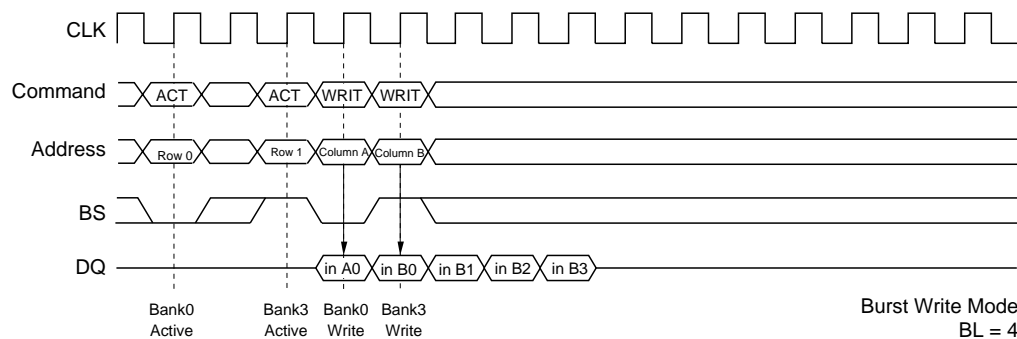 CLK
Command ACT ACT WRIT WRIT
Address Row 0 Row 1 Column A Column B
BS
DQ in A0 in B0 in B1 in B2 in B3
Bank0 Bank3 Bank0 Bank3
Active Active Write Write
Burst Write Mode
BL = 4